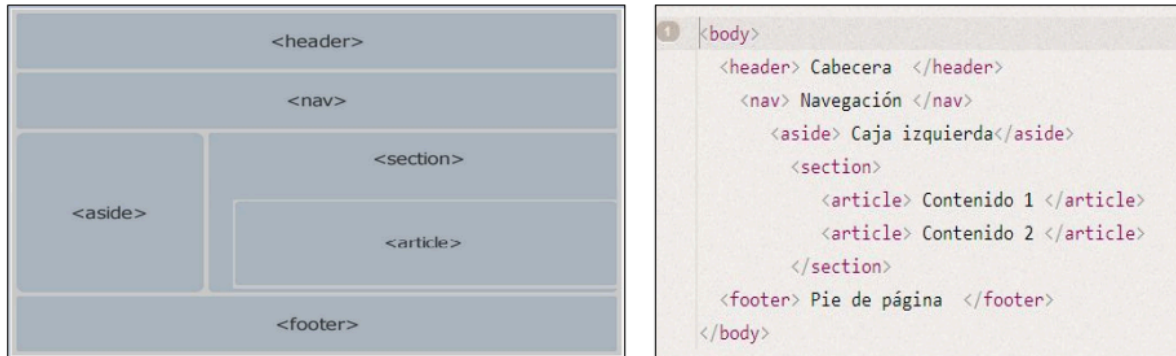 <header>
<nav>
<section>
<aside>
<article>
<footer>
1
<body>
<header> Cabecera </header>
<nav> Navegación </nav>
<aside> Caja izquierda</aside>
<section>
<article> Contenido 1 </article>
<article> Contenido 2 </article>
</section>
<footer> Pie de página </footer>
</body>